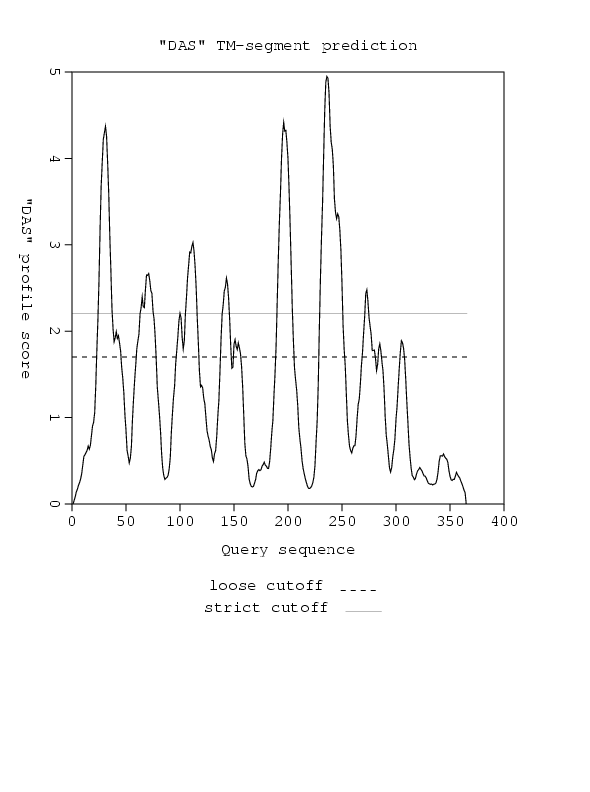 "DAS" TM-segment prediction
5
4
3
2
1
0
"DAS" profile score
0 50 100 150 200 250 300 350 400
Query sequence
loose cutoff
strict cutoff